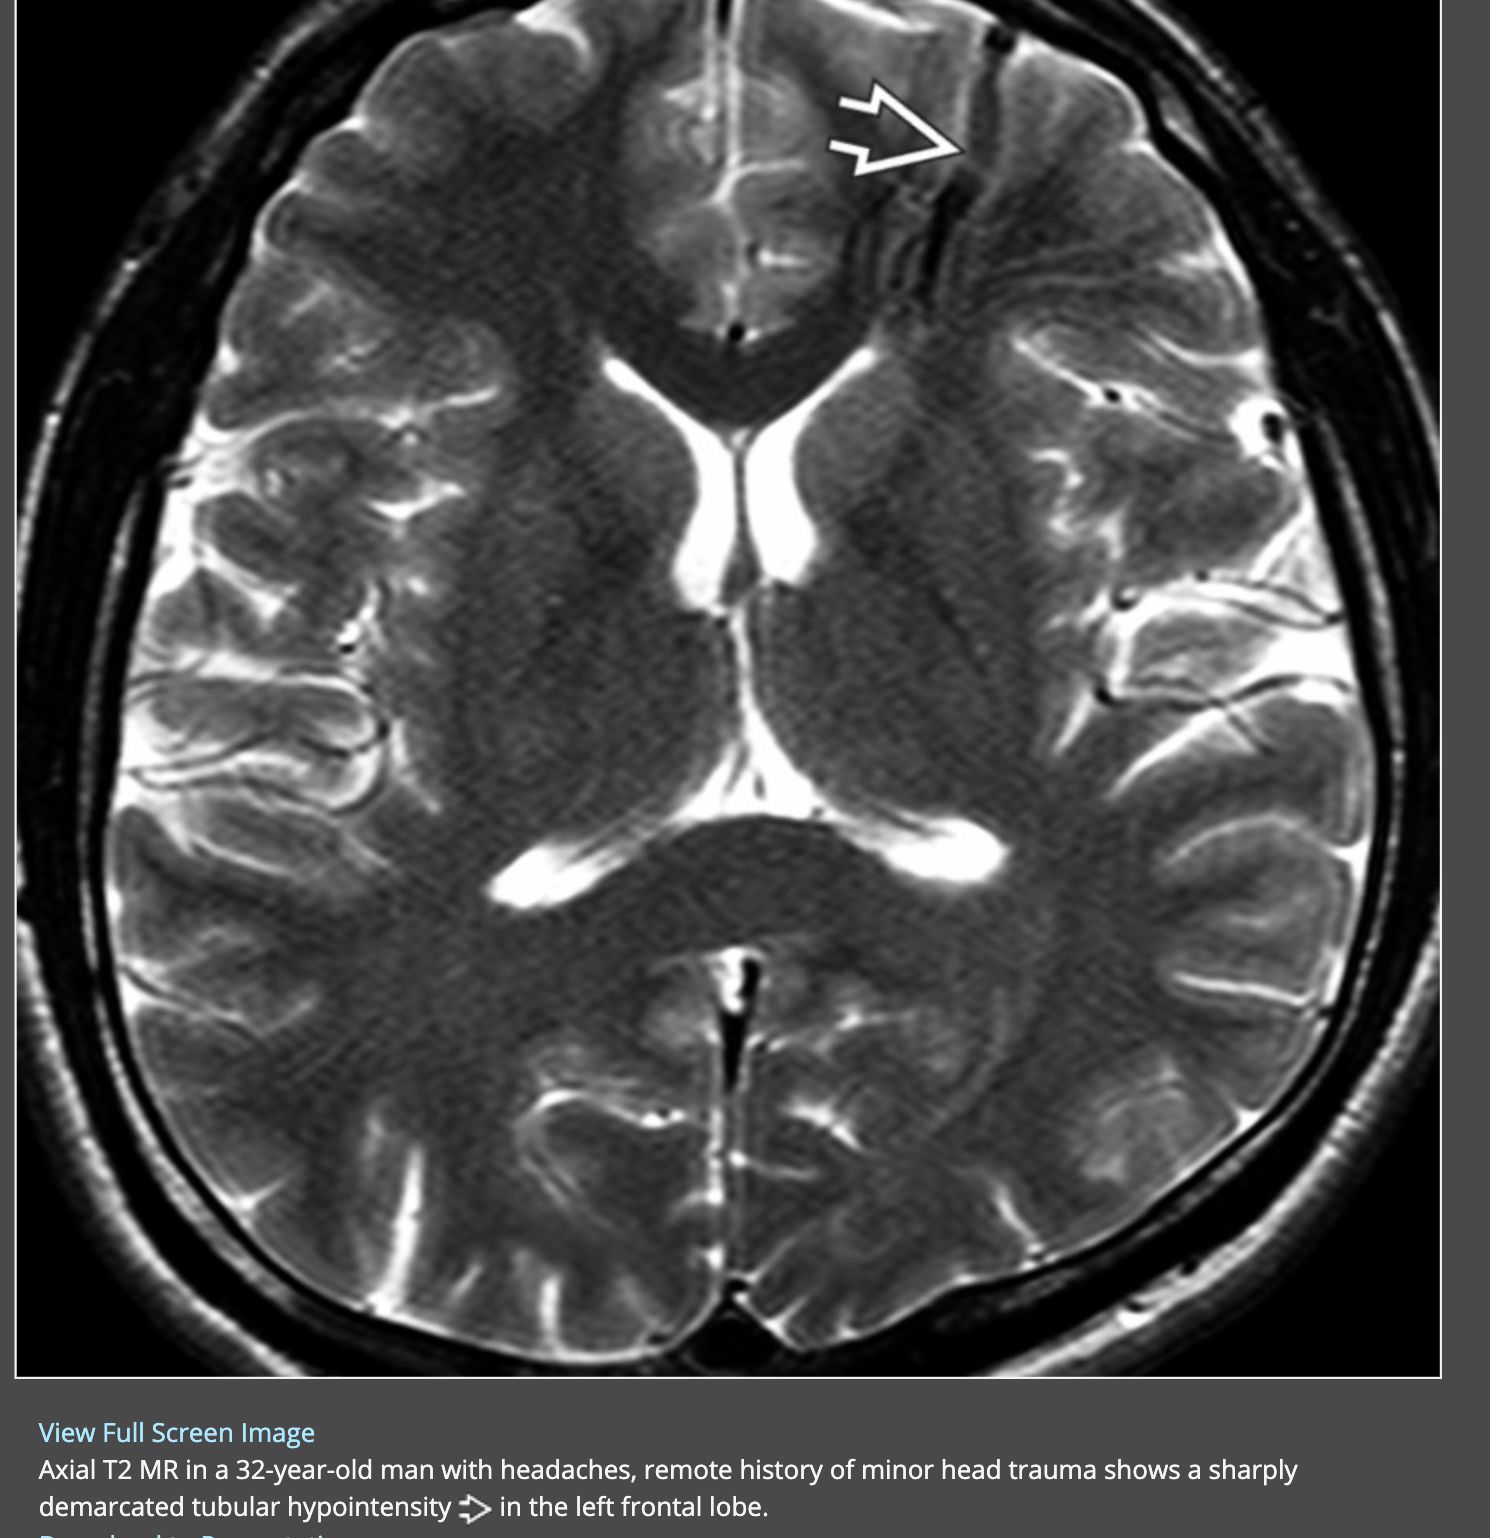 View Full Screen Image
Axial T2 MR in a 32-year-old man with headaches, remote history of minor head trauma shows a sharply
demarcated tubular hypointensity in the left frontal lobe.